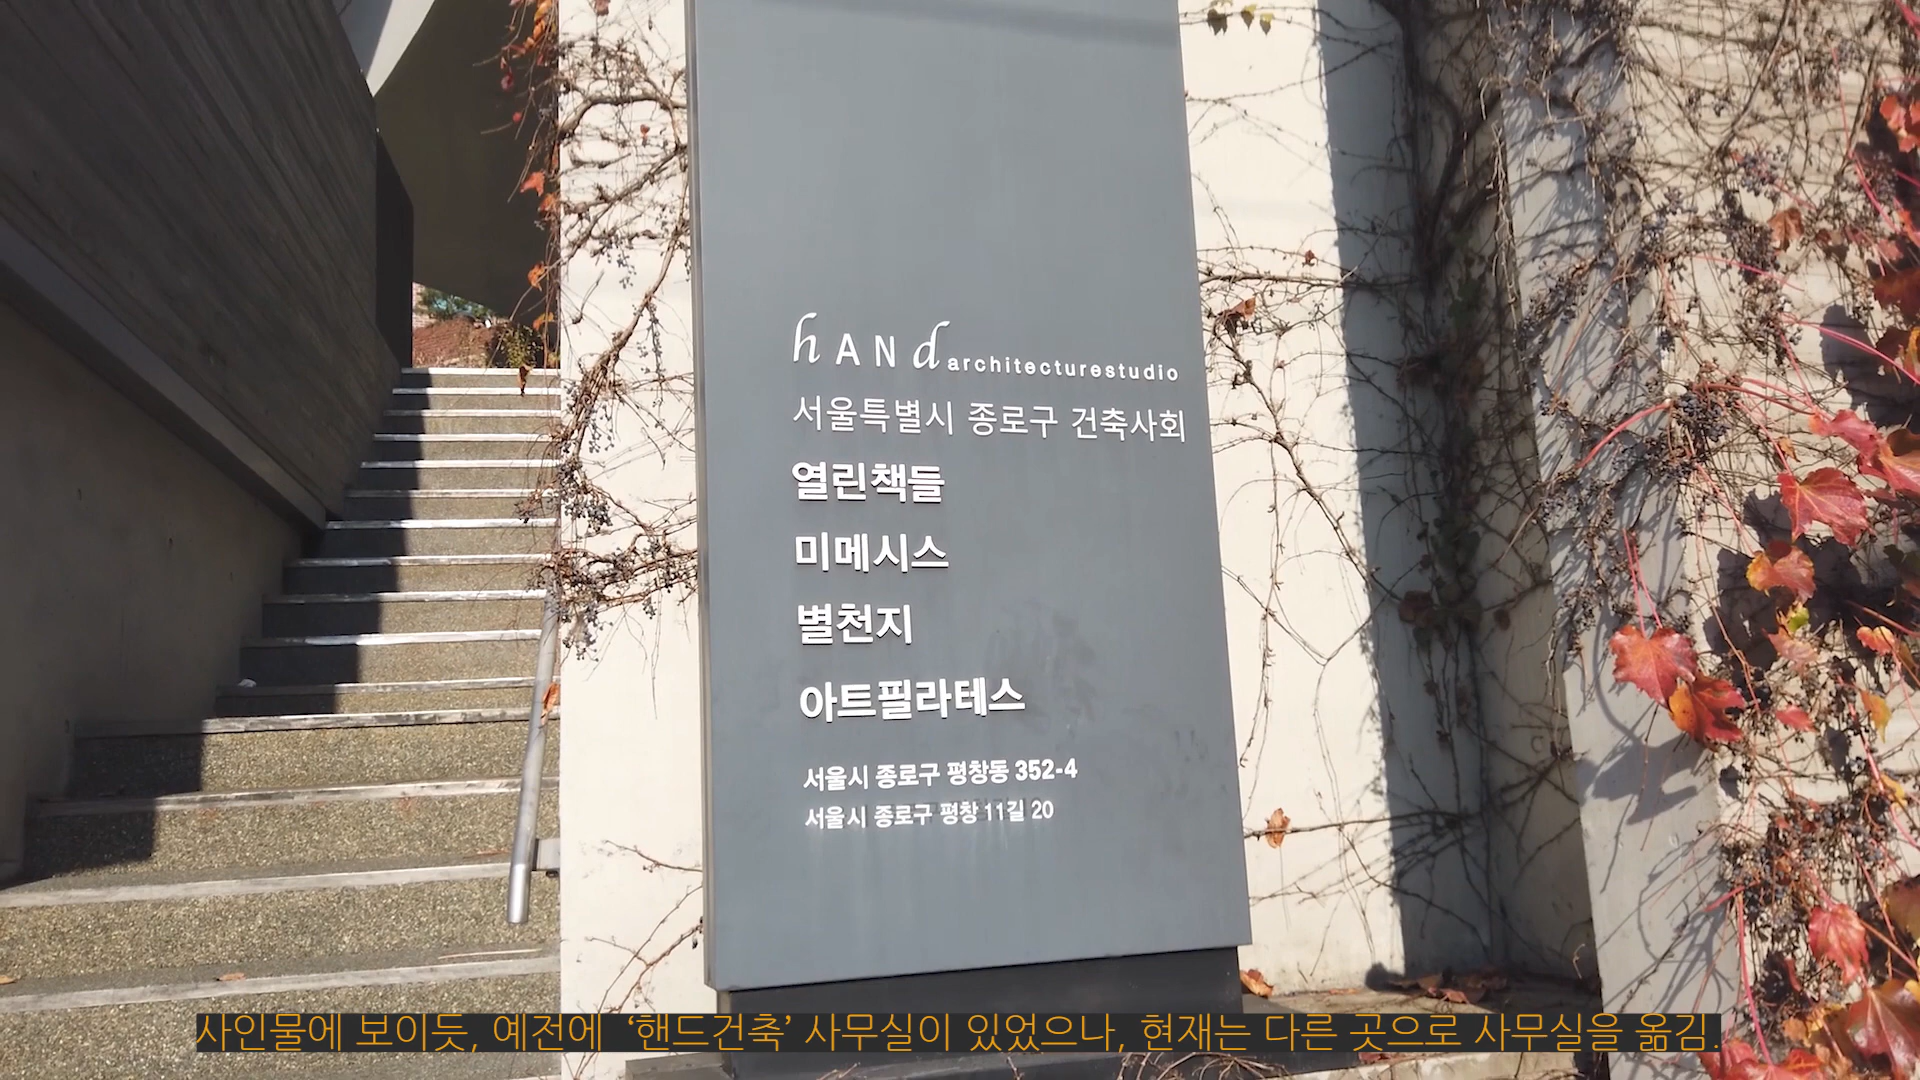 hANd architecturestudio
서울특별시 종로구 건축사회
열린책들
미메시스
별천지
아트필라테스
서울시 종로구 평창동 352-4
서울시 종로구 평창 11길 20
사인물에 보이듯, 예전에 ‘핸드건축’ 사무실이 있었으나, 현재는 다른 곳으로 사무실을 옮김.